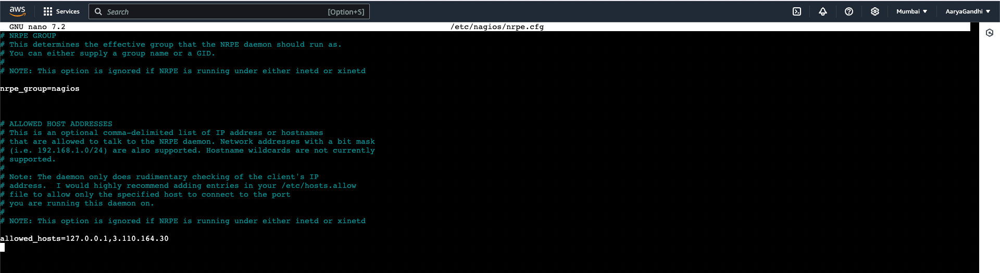 aws Services Search [Option+S] Mumbai AaryaGandhi
GNU nano 7.2 /etc/nagios/nrpe.cfg
# NRPE GROUP
# This determines the effective group that the NRPE daemon should run as.
# You can either supply a group name or a GID.
#
# NOTE: This option is ignored if NRPE is running under either inetd or xinetd
nrpe_group=nagios
# ALLOWED HOST ADDRESSES
# This is an optional comma-delimited list of IP address or hostnames
# that are allowed to talk to the NRPE daemon. Network addresses with a bit mask
# (i.e. 192.168.1.0/24) are also supported. Hostname wildcards are not currently
# supported.
#
# Note: The daemon only does rudimentary checking of the client's IP
# address.  I would highly recommend adding entries in your /etc/hosts.allow
# file to allow only the specified host to connect to the port
# you are running this daemon on.
#
# NOTE: This option is ignored if NRPE is running under either inetd or xinetd
allowed_hosts=127.0.0.1,3.110.164.30